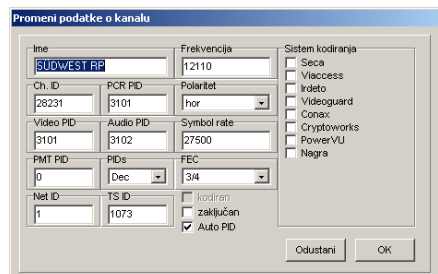 Promeni podatke o kanalu
Ime
SÜDWEST RP
Frekvencija
12110
Sistem kodiranja
Seca
Viaccess
Irdeto
Videoguard
Conax
Cryptoworks
PowerVU
Nagra
Ch. ID
28231
PCR PID
3101
Polaritet
hor
Video PID
3101
Audio PID
3102
Symbol rate
27500
PMT PID
0
PIDs
Dec
FEC
3/4
Net ID
1
TS ID
1073
kodiran
zaključan
Auto PID
Odustani
OK